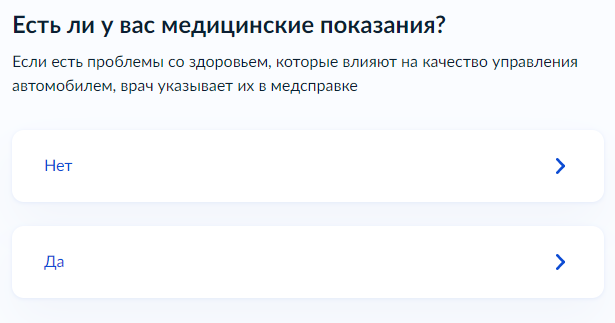 Есть ли у вас медицинские показания?
Если есть проблемы со здоровьем, которые влияют на качество управления
автомобилем, врач указывает их в медсправке
Нет
Да